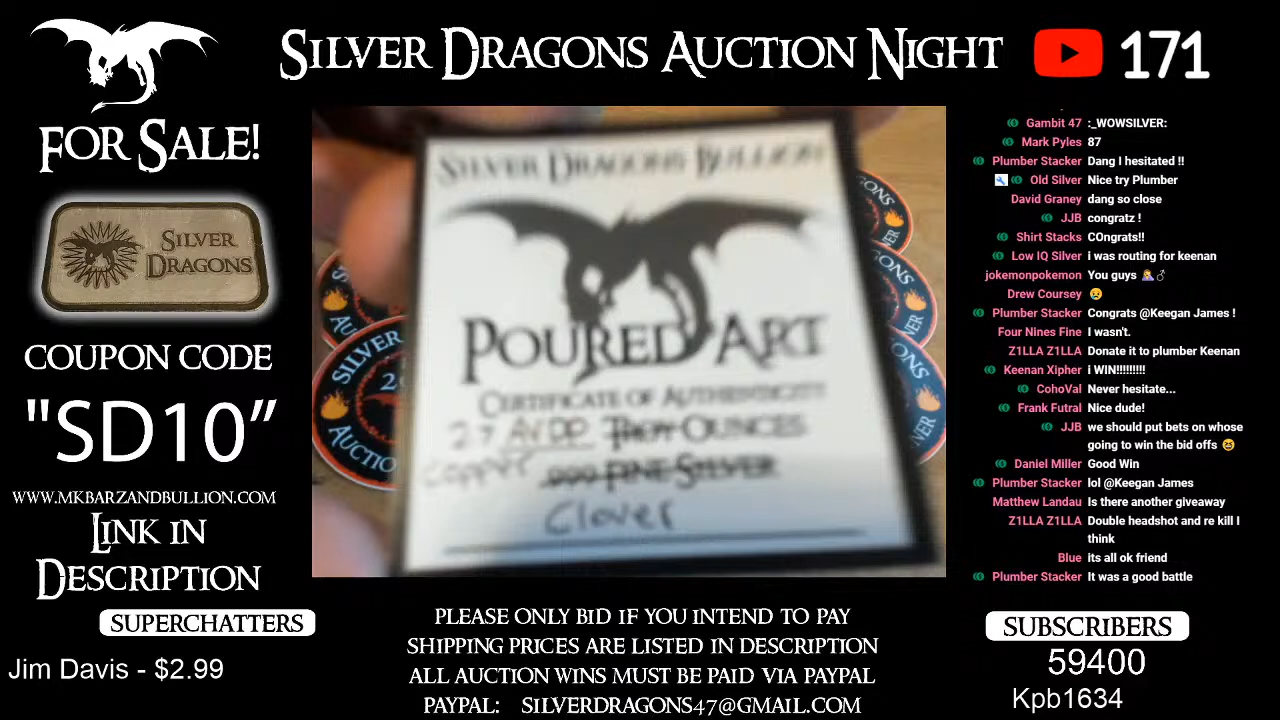 SILVER DRAGONS AUCTION NIGHT
171
FOR SALE!
SILVER
DRAGONS
COUPON CODE
"SD10"
WWW.MKBARZANDBULLION.COM
LINK IN
DESCRIPTION
SUPERCHATTERS
Jim Davis - $2.99
SILVER DRAGONS BULLION
POURED ART
CERTIFICATE OF AUTHENTICITY
2.7 AVDP TROY OUNCES
copper .999 FINE SILVER
Clover
SILVER
AUCTIO
Gambit 47 :_WOWSILVER:
Mark Pyles 87
Plumber Stacker Dang I hesitated !!
Old Silver Nice try Plumber
David Graney dang so close
JJB congratz !
Shirt Stacks COngrats!!
Low IQ Silver i was routing for keenan
jokemonpokemon You guys 🤦‍♂
Drew Coursey 😢
Plumber Stacker Congrats @Keegan James !
Four Nines Fine I wasn't.
Z1LLA Z1LLA Donate it to plumber Keenan
Keenan Xipher i WIN!!!!!!!!!
CohoVal Never hesitate...
Frank Futral Nice dude!
JJB we should put bets on whose
going to win the bid offs 😆
Daniel Miller Good Win
Plumber Stacker lol @Keegan James
Matthew Landau Is there another giveaway
Z1LLA Z1LLA Double headshot and re kill I
think
Blue its all ok friend
Plumber Stacker It was a good battle
PLEASE ONLY BID IF YOU INTEND TO PAY
SHIPPING PRICES ARE LISTED IN DESCRIPTION
ALL AUCTION WINS MUST BE PAID VIA PAYPAL
PAYPAL: SILVERDRAGONS47@GMAIL.COM
SUBSCRIBERS
59400
Kpb1634